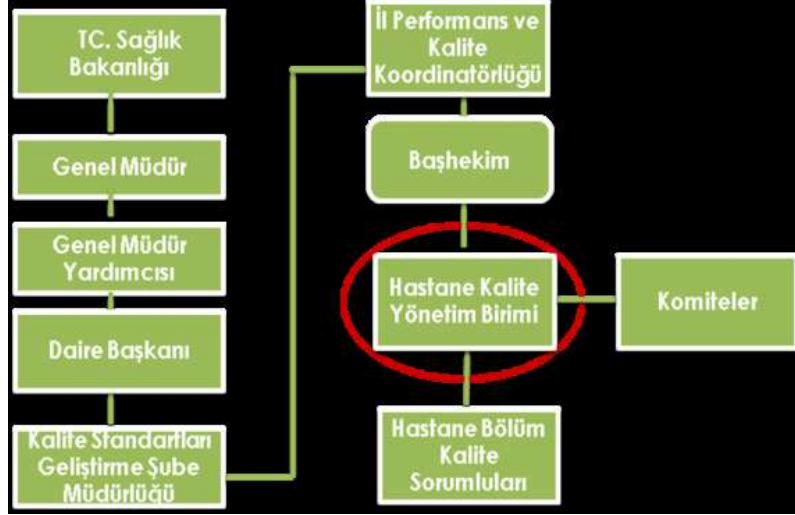 TC. Sağlık
Bakanlığı
Genel Müdür
Genel Müdür
Yardımcısı
Daire Başkanı
Kalite Standartları
Geliştirme Şube
Müdürlüğü
İl Performans ve
Kalite
Koordinatörlüğü
Başhekim
Hastane Kalite
Yönetim Birimi
Komiteler
Hastane Bölüm
Kalite
Sorumluları